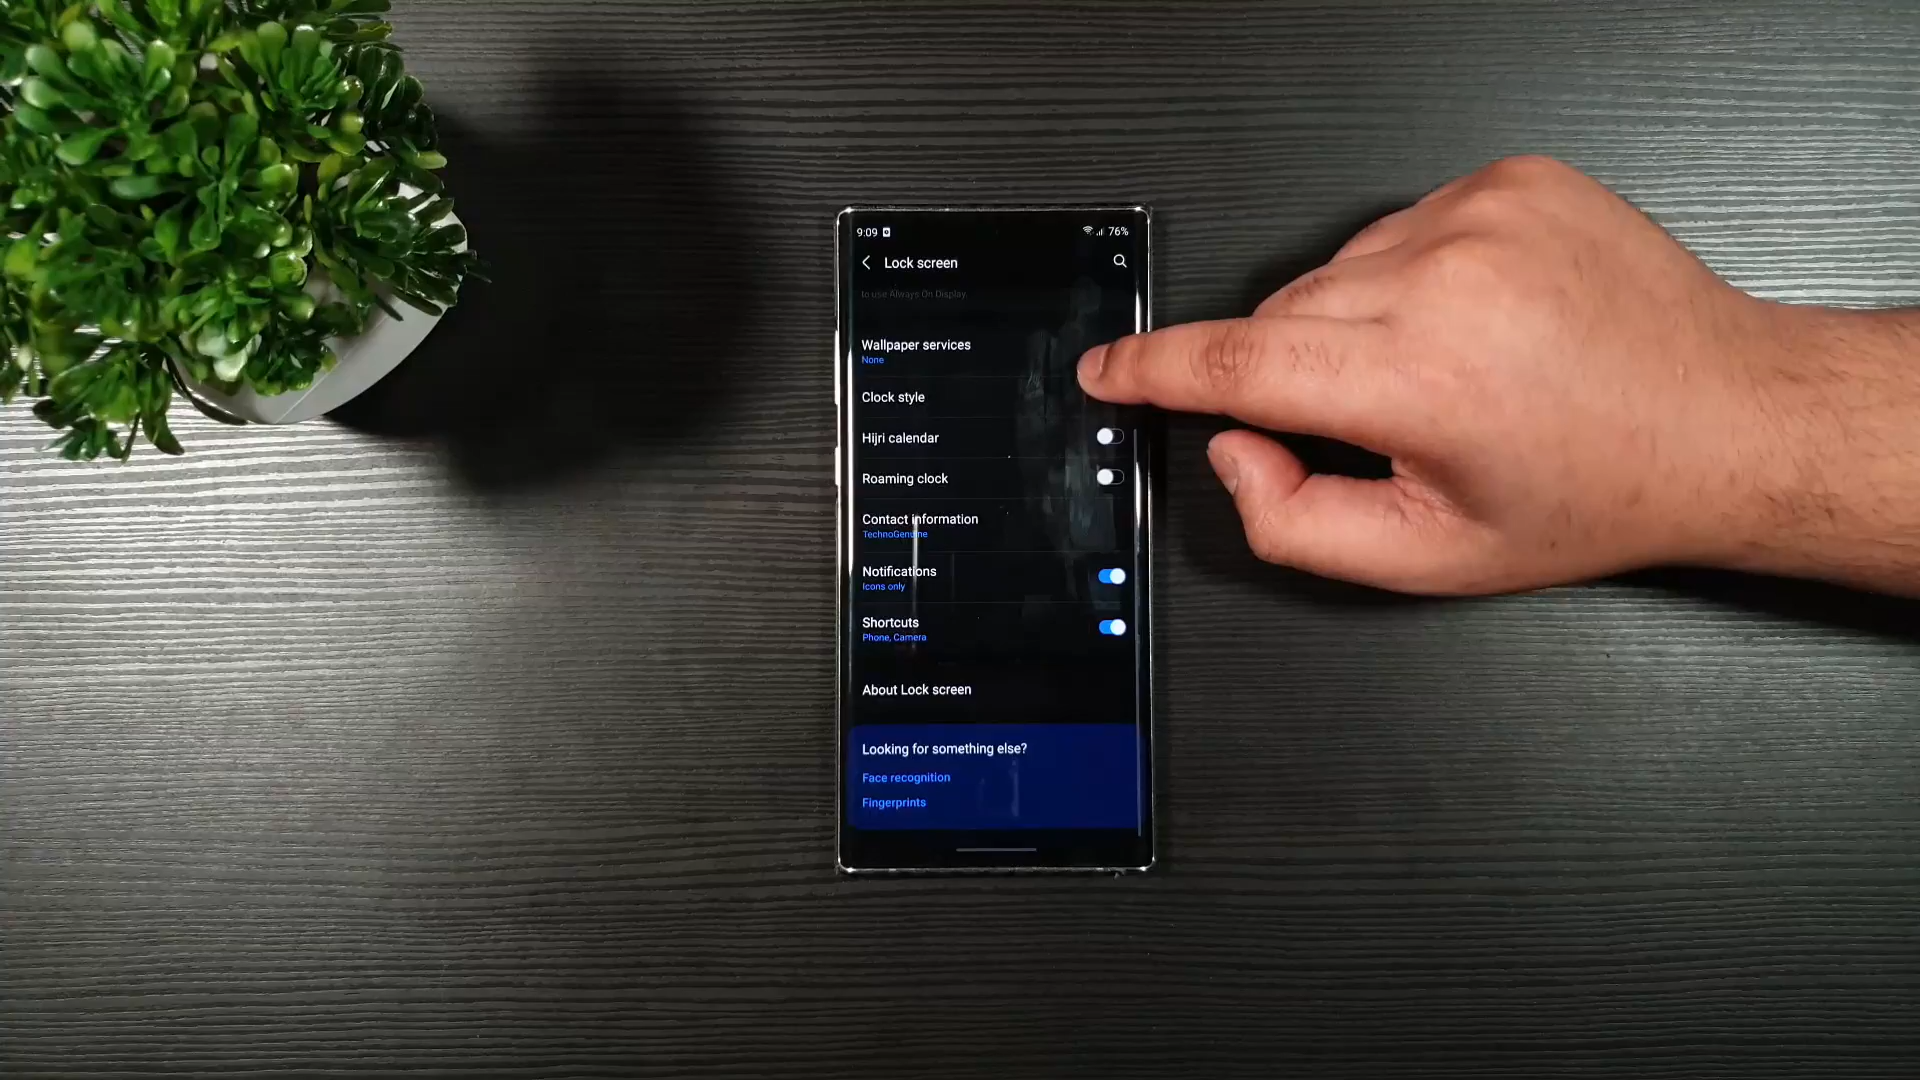 9:09
76%
Lock screen
to use Always On Display.
Wallpaper services
None
Clock style
Hijri calendar
Roaming clock
Contact information
TechnoGenuine
Notifications
Icons only
Shortcuts
Phone, Camera
About Lock screen
Looking for something else?
Face recognition
Fingerprints